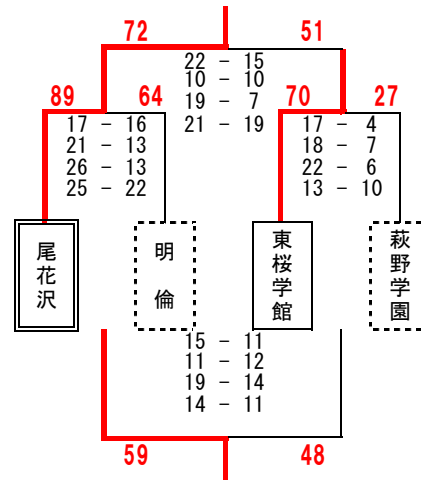 72 51
22 - 15
10 - 10
19 - 7
21 - 19
89 64
17 - 16
21 - 13
26 - 13
25 - 22
70 27
17 - 4
18 - 7
22 - 6
13 - 10
尾花沢
明倫
東桜学館
萩野学園
15 - 11
11 - 12
19 - 14
14 - 11
59 48